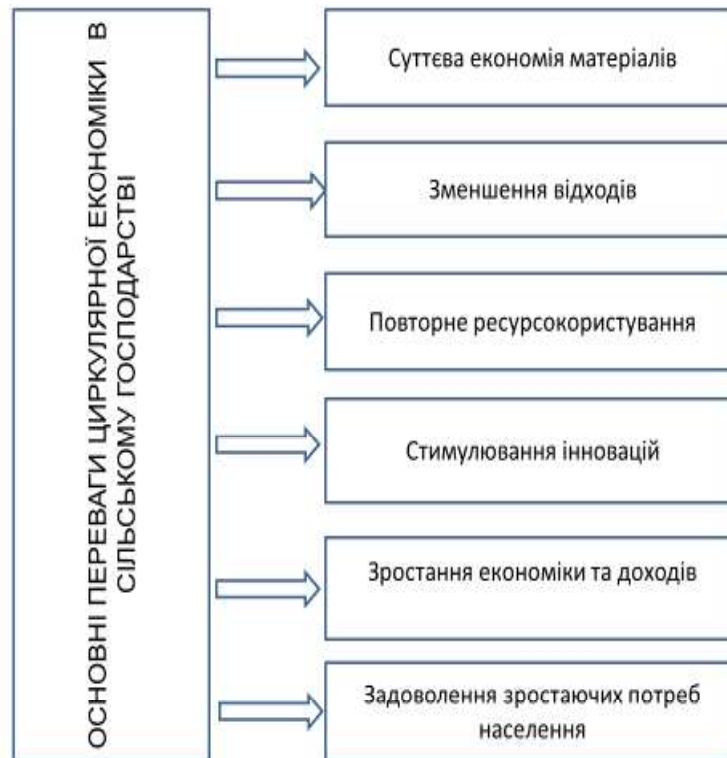 ОСНОВНІ ПЕРЕВАГИ ЦИРКУЛЯРНОЇ ЕКОНОМІКИ В
СІЛЬСЬКОМУ ГОСПОДАРСТВІ
Суттєва економія матеріалів
Зменшення відходів
Повторне ресурсокористування
Стимулювання інновацій
Зростання економіки та доходів
Задоволення зростаючих потреб
населення